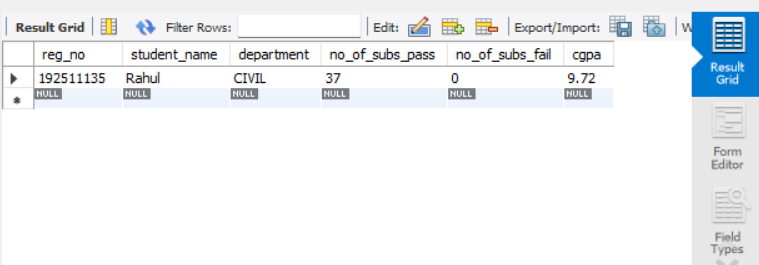 Result Grid Filter Rows: Edit: Export/Import: W
reg_no student_name department no_of_subs_pass no_of_subs_fail cgpa
192511135 Rahul CIVIL 37 0 9.72
NULL NULL NULL NULL NULL NULL
Result
Grid
Form
Editor
Field
Types